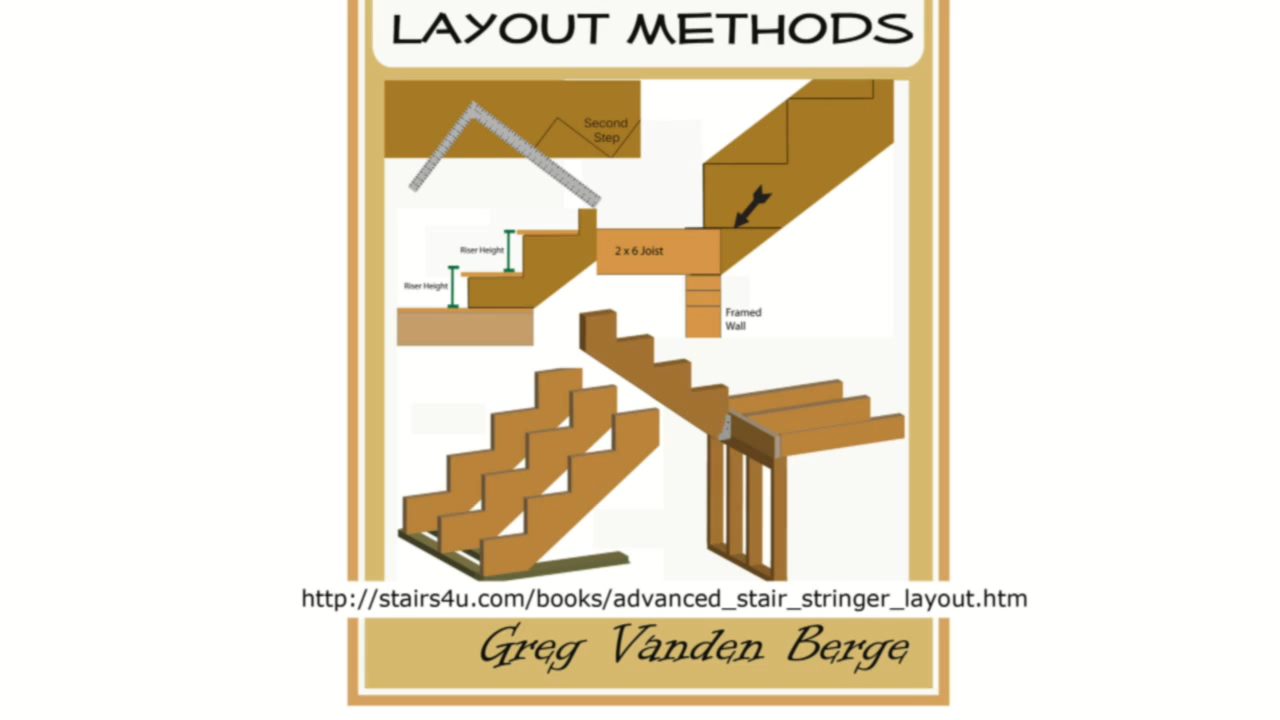 LAYOUT METHODS
Second
Step
Riser Height
2 x 6 Joist
Riser Height
Framed
Wall
http://stairs4u.com/books/advanced_stair_stringer_layout.htm
Greg Vanden Berge